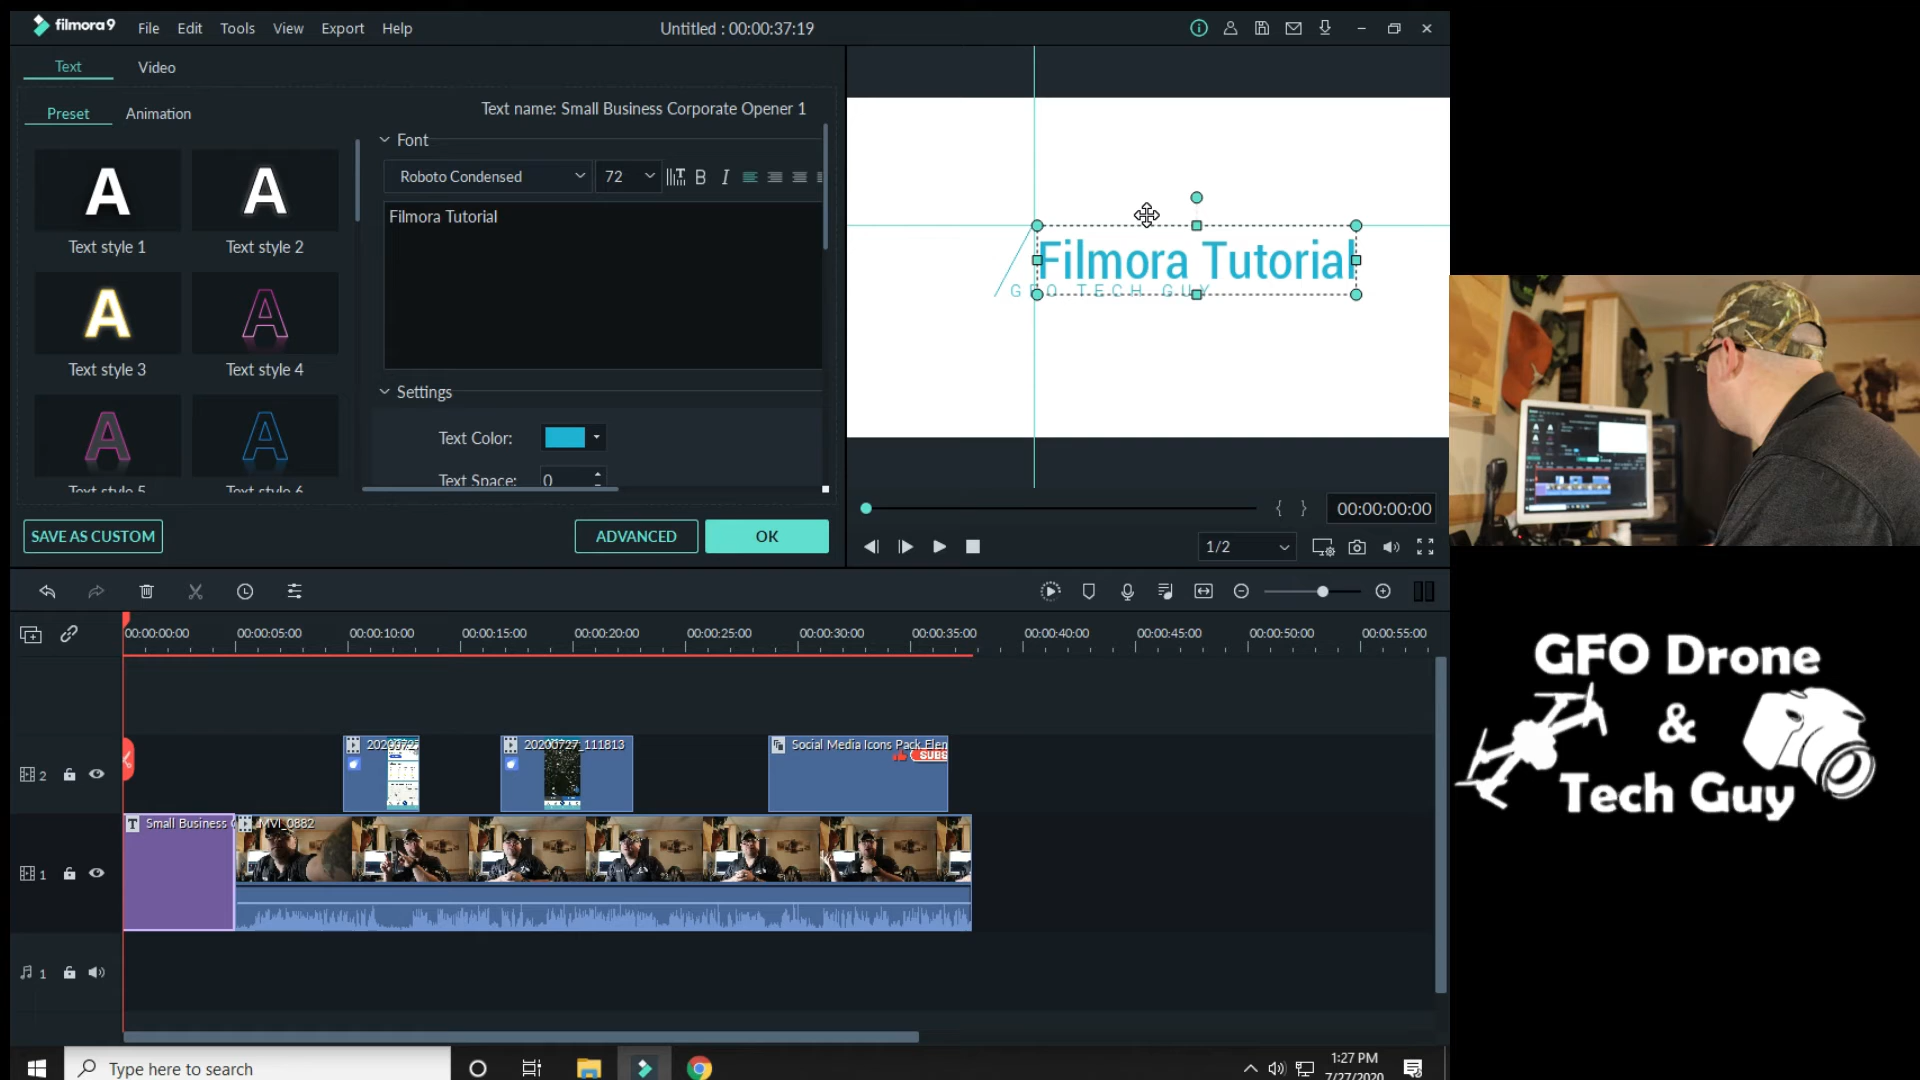 filmora9 File Edit Tools View Export Help Untitled : 00:00:37:19
Text Video
Preset Animation Text name: Small Business Corporate Opener 1
Font
Roboto Condensed 72 B I
Filmora Tutorial
A A
Text style 1 Text style 2
A A
Text style 3 Text style 4
A A
Text style 5 Text style 6
Settings
Text Color:
Text Space: 0
SAVE AS CUSTOM ADVANCED OK
Filmora Tutorial
GFO TECH GUY
{ } 00:00:00:00
1/2
00:00:00:00 00:00:05:00 00:00:10:00 00:00:15:00 00:00:20:00 00:00:25:00 00:00:30:00 00:00:35:00 00:00:40:00 00:00:45:00 00:00:50:00 00:00:55:00
2 2020072 20200727_111813 Social Media Icons Pack Elem
SUBS
1 T Small Business MVI_0882
1
Type here to search
1:27 PM
7/27/2020
GFO Drone
&
Tech Guy